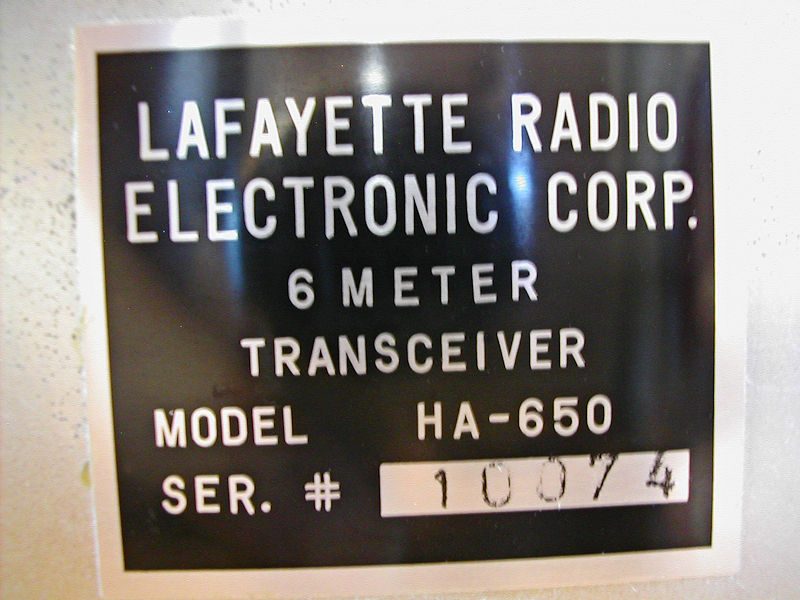 LAFAYETTE RADIO
ELECTRONIC CORP.
6 METER
TRANSCEIVER
MODEL HA-650
SER. # 10074